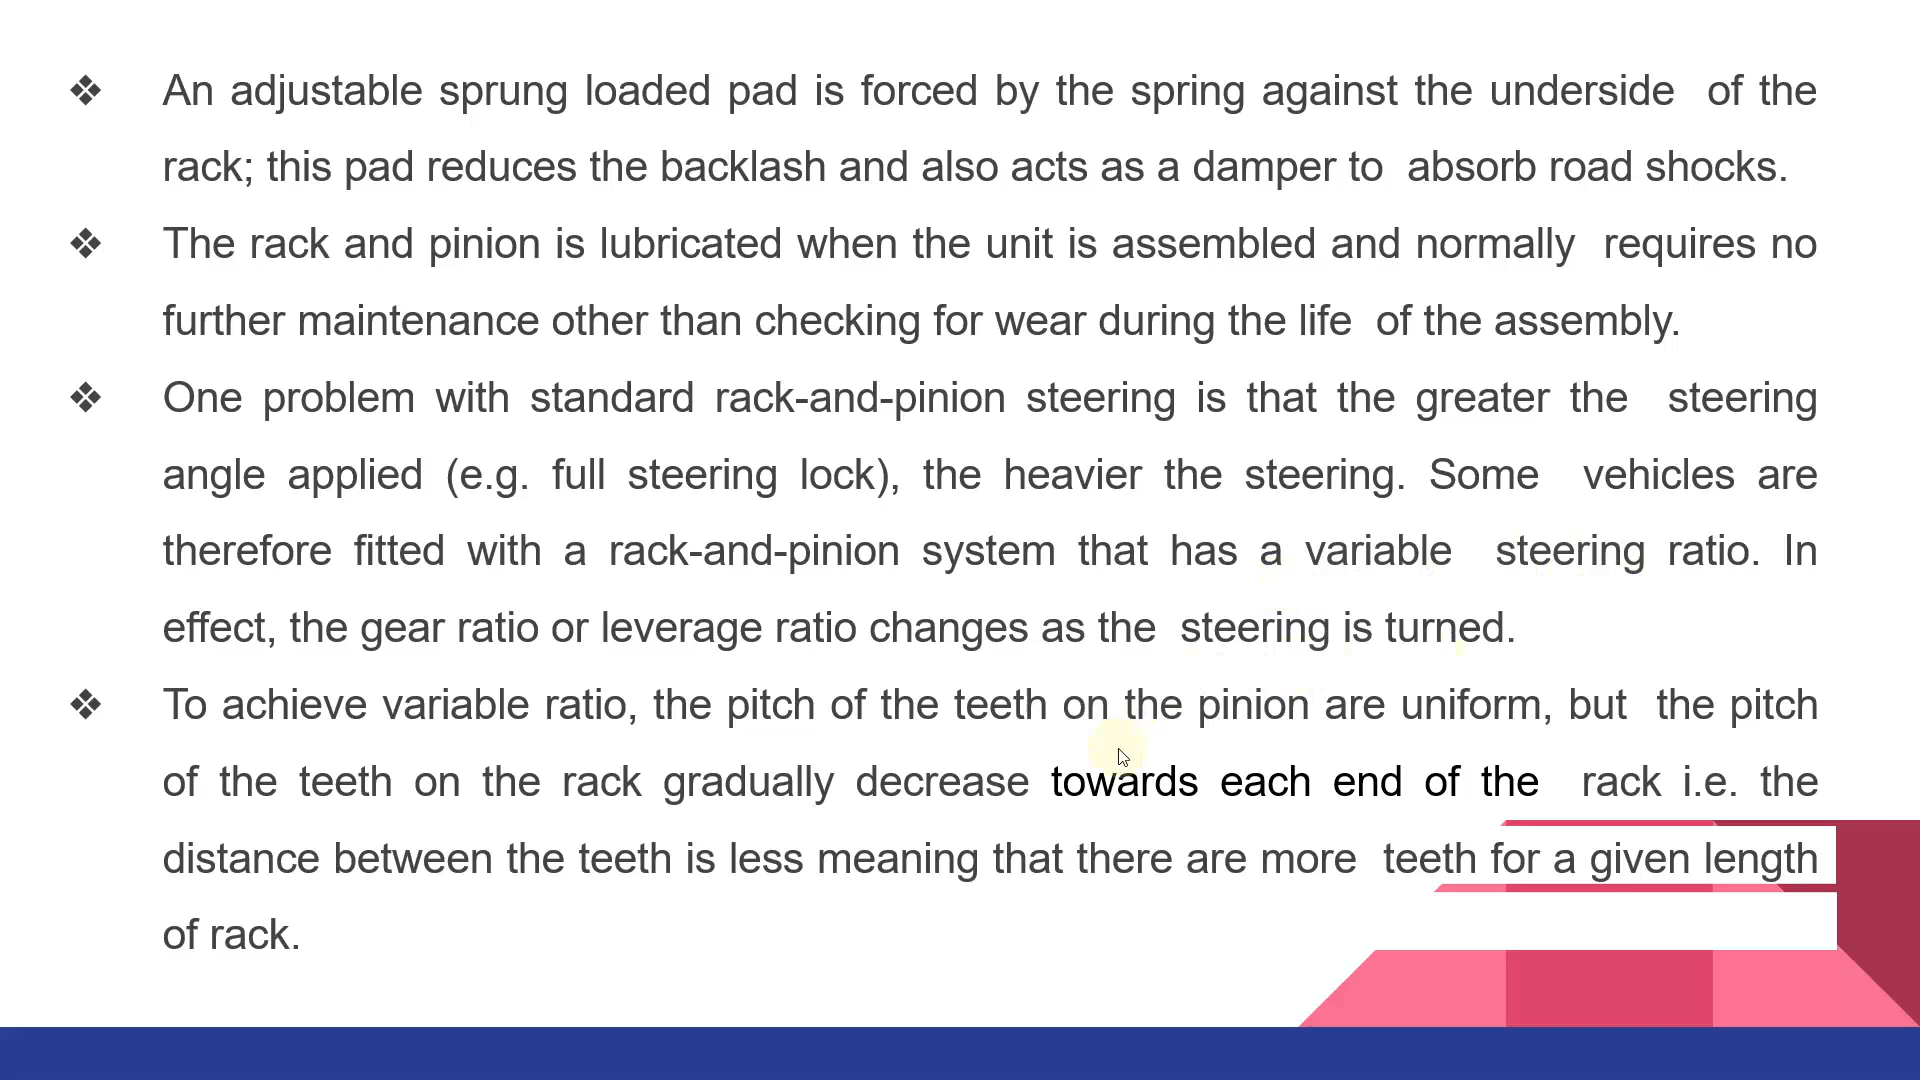 ❖ An adjustable sprung loaded pad is forced by the spring against the underside of the
rack; this pad reduces the backlash and also acts as a damper to absorb road shocks.
❖ The rack and pinion is lubricated when the unit is assembled and normally requires no
further maintenance other than checking for wear during the life of the assembly.
❖ One problem with standard rack-and-pinion steering is that the greater the steering
angle applied (e.g. full steering lock), the heavier the steering. Some vehicles are
therefore fitted with a rack-and-pinion system that has a variable steering ratio. In
effect, the gear ratio or leverage ratio changes as the steering is turned.
❖ To achieve variable ratio, the pitch of the teeth on the pinion are uniform, but the pitch
of the teeth on the rack gradually decrease towards each end of the rack i.e. the
distance between the teeth is less meaning that there are more teeth for a given length
of rack.